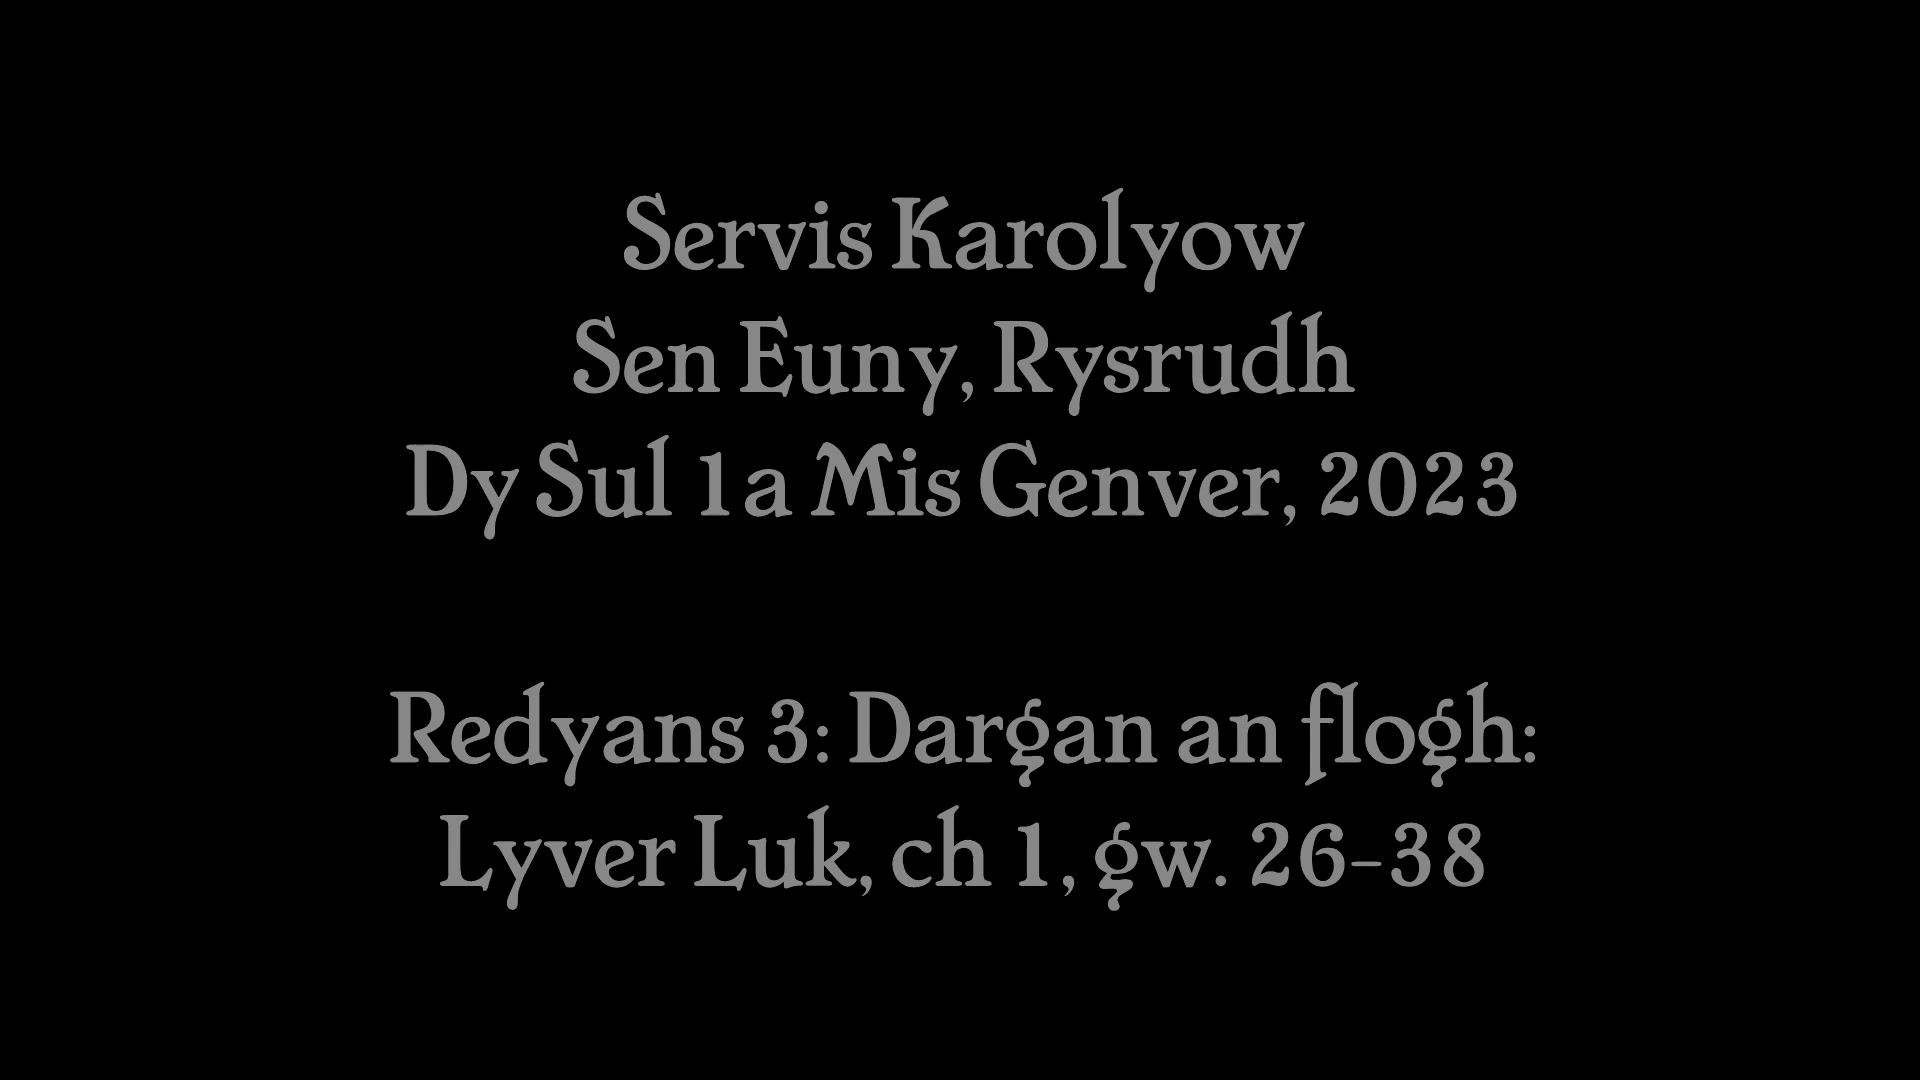 Servis Karolyow
Sen Euny, Rysrudh
Dy Sul 1a Mis Genver, 2023
Redyans 3: Dargan an flogh:
Lyver Luk, ch 1, gw. 26-38